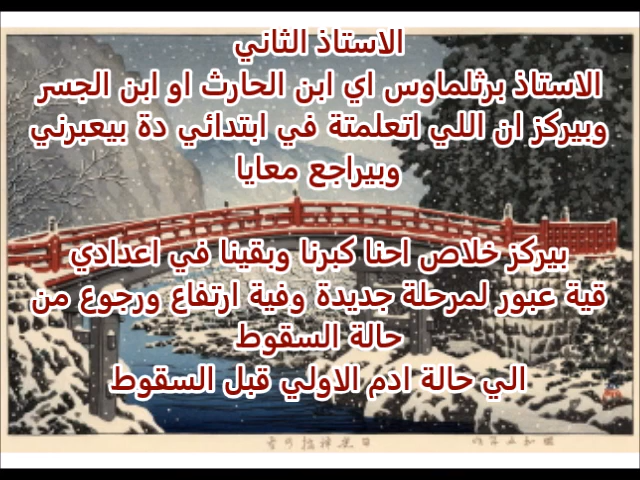 الاستاذ الثاني
الاستاذ برثلماوس اي ابن الحارث او ابن الجسر
وبيركز ان اللي اتعلمتة في ابتدائي دة بيعبرني
وبيراجع معايا
بيركز خلاص احنا كبرنا وبقينا في اعدادي
قية عبور لمرحلة جديدة وفية ارتفاع ورجوع من
حالة السقوط
الي حالة ادم الاولي قبل السقوط